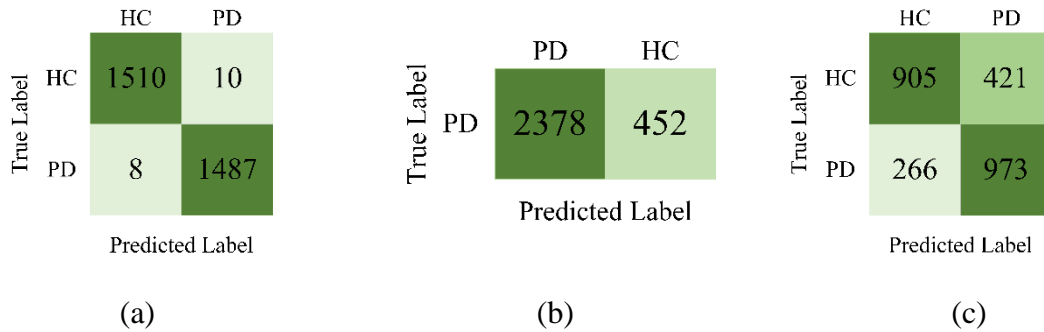 HC PD
True Label
HC 1510 10
PD 8 1487
Predicted Label
(a)
PD HC
True Label
PD 2378 452
Predicted Label
(b)
HC PD
True Label
HC 905 421
PD 266 973
Predicted Label
(c)